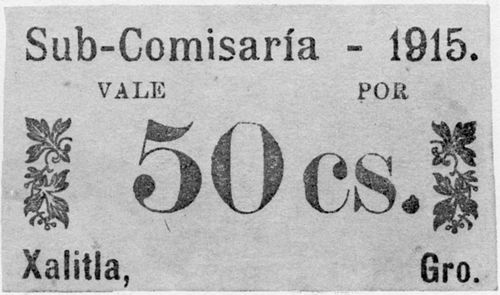 Sub-Comisaría - 1915.
VALE POR
50 cs.
Xalitla, Gro.